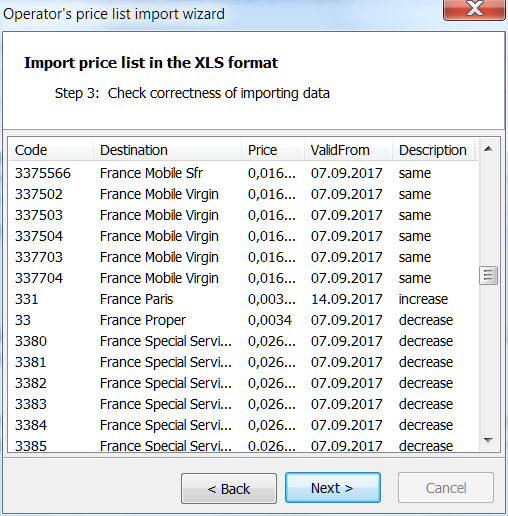 Operator's price list import wizard
Import price list in the XLS format
Step 3: Check correctness of importing data
Code Destination Price ValidFrom Description
3375566 France Mobile Sfr 0,016... 07.09.2017 same
337502 France Mobile Virgin 0,016... 07.09.2017 same
337503 France Mobile Virgin 0,016... 07.09.2017 same
337504 France Mobile Virgin 0,016... 07.09.2017 same
337703 France Mobile Virgin 0,016... 07.09.2017 same
337704 France Mobile Virgin 0,016... 07.09.2017 same
331 France Paris 0,003... 14.09.2017 increase
33 France Proper 0,0034 07.09.2017 decrease
3380 France Special Servi... 0,026... 07.09.2017 decrease
3381 France Special Servi... 0,026... 07.09.2017 decrease
3382 France Special Servi... 0,026... 07.09.2017 decrease
3383 France Special Servi... 0,026... 07.09.2017 decrease
3384 France Special Servi... 0,026... 07.09.2017 decrease
3385 France Special Servi... 0,026... 07.09.2017 decrease
< Back Next > Cancel